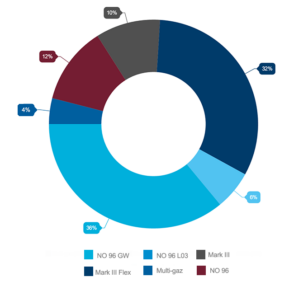 10%
32%
12%
4%
6%
36%
NO 96 GW
NO 96 L03
Mark III
Mark III Flex
Multi-gaz
NO 96